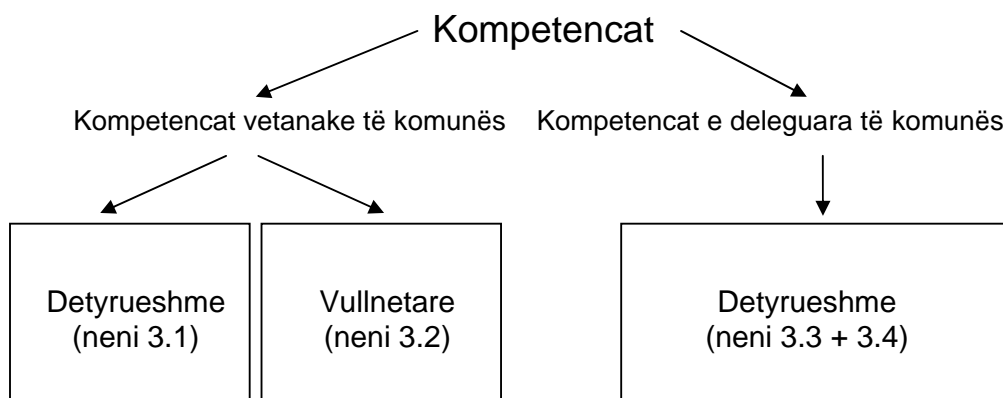 Kompetencat
Kompetencat vetanake të komunës
Kompetencat e deleguara të komunës
Detyrueshme
(neni 3.1)
Vullnetare
(neni 3.2)
Detyrueshme
(neni 3.3 + 3.4)